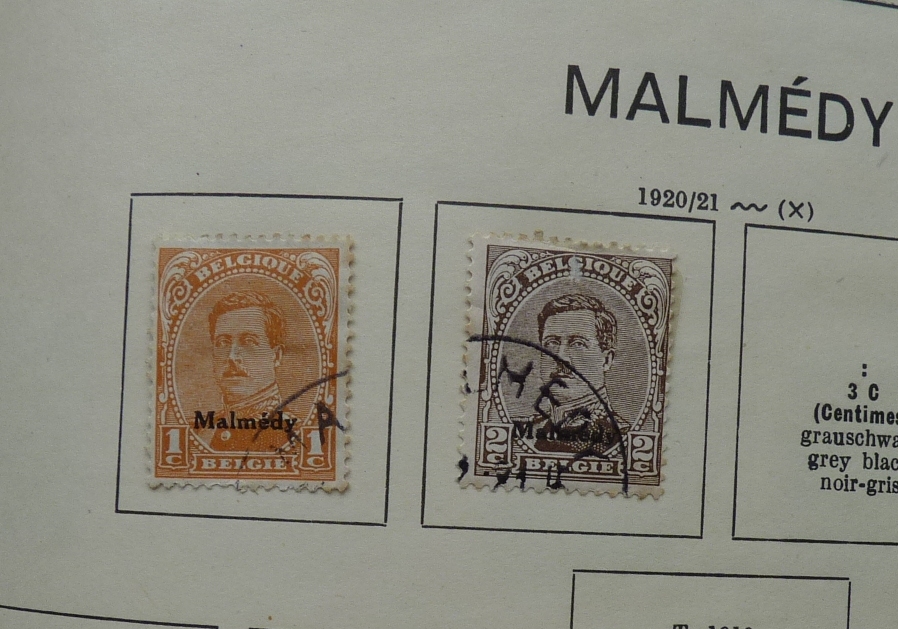 MALMÉDY
1920/21 (X)
BELGIQUE
Malmédy
1 1
C C
BELGIE
BELGIQUE
HE
Malmédy
2 2
C C
BELGIE
:
3 C
(Centimes
grauschwa
grey blac
noir-gris